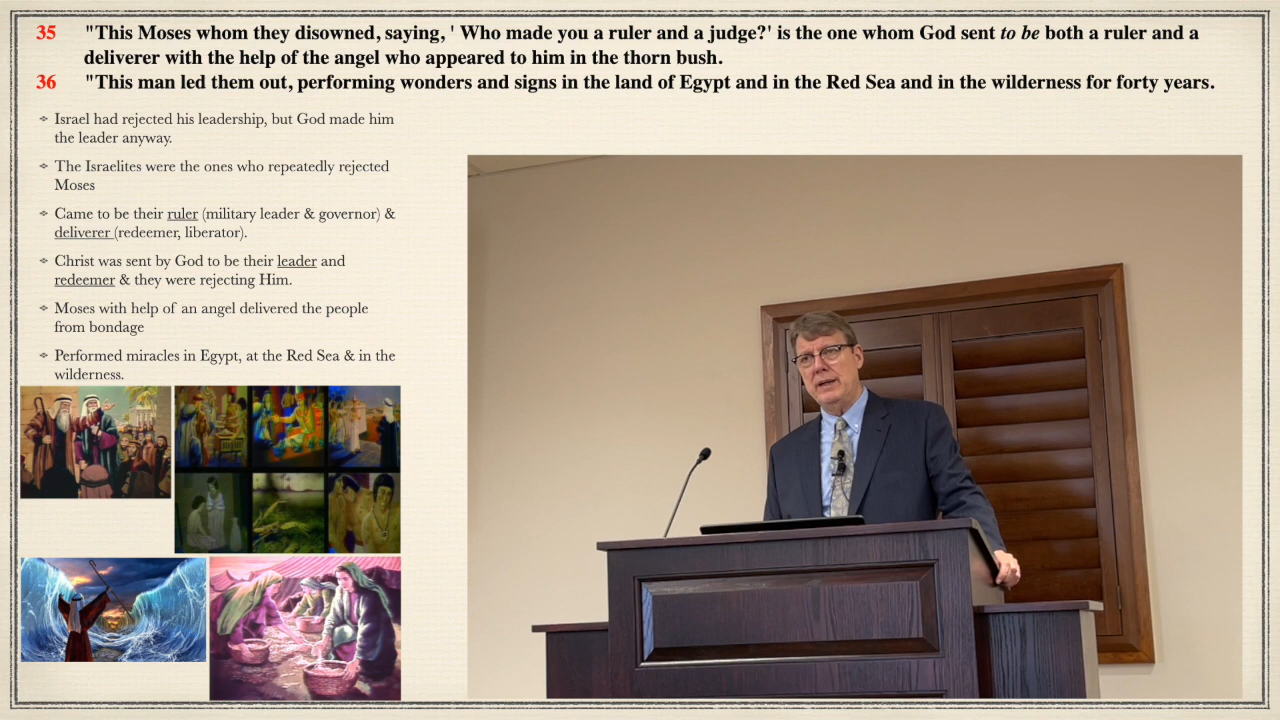 35 "This Moses whom they disowned, saying, ' Who made you a ruler and a judge?' is the one whom God sent to be both a ruler and a
deliverer with the help of the angel who appeared to him in the thorn bush.
36 "This man led them out, performing wonders and signs in the land of Egypt and in the Red Sea and in the wilderness for forty years.
Israel had rejected his leadership, but God made him
the leader anyway.
The Israelites were the ones who repeatedly rejected
Moses
Came to be their ruler (military leader & governor) &
deliverer (redeemer, liberator).
Christ was sent by God to be their leader and
redeemer & they were rejecting Him.
Moses with help of an angel delivered the people
from bondage
Performed miracles in Egypt, at the Red Sea & in the
wilderness.